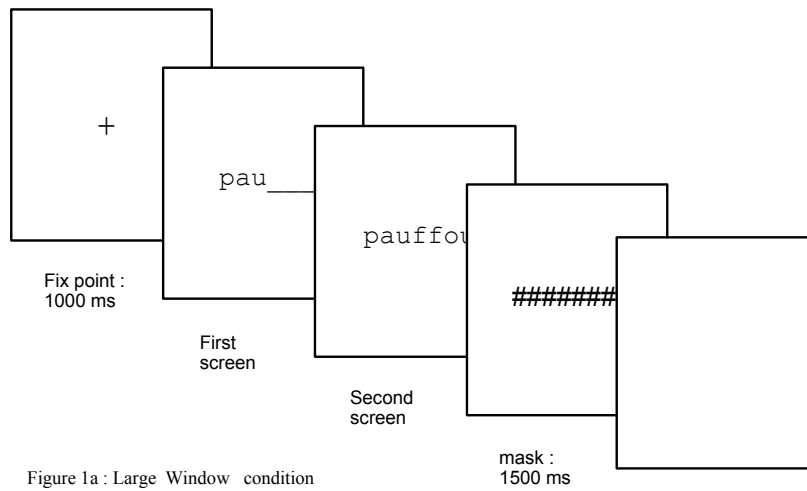 +
pau___
pauffou
#######
Fix point :
1000 ms
First
screen
Second
screen
mask :
1500 ms
Figure 1a : Large Window condition